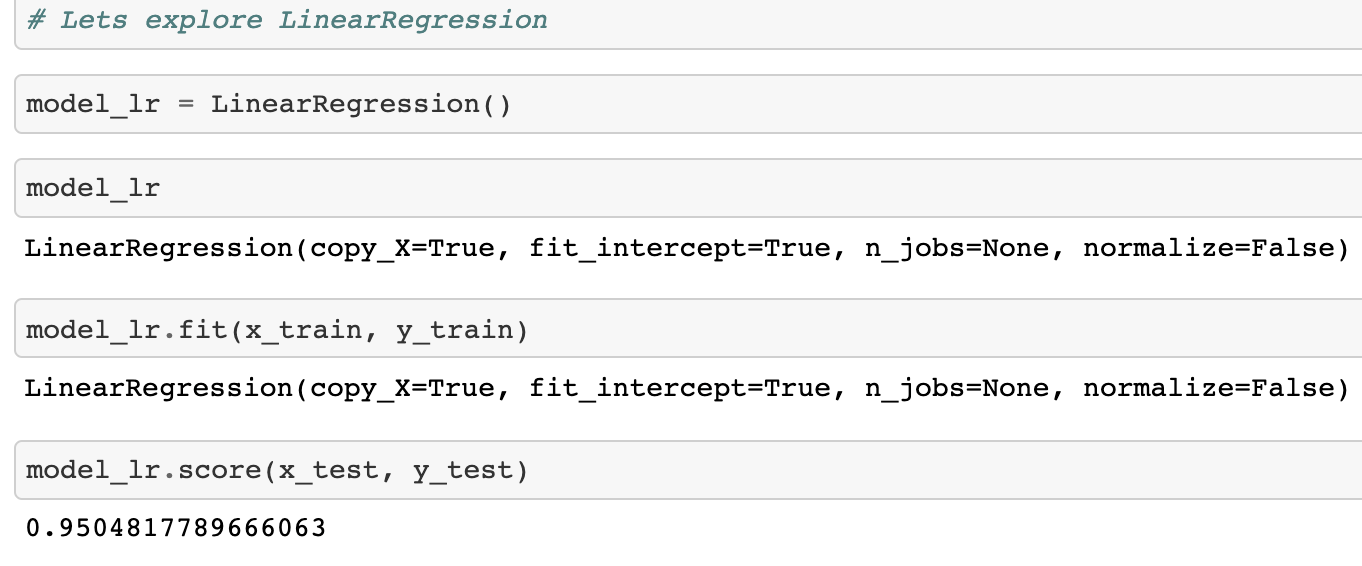 # Lets explore LinearRegression
model_lr = LinearRegression()
model_lr
LinearRegression(copy_X=True, fit_intercept=True, n_jobs=None, normalize=False)
model_lr.fit(x_train, y_train)
LinearRegression(copy_X=True, fit_intercept=True, n_jobs=None, normalize=False)
model_lr.score(x_test, y_test)
0.9504817789666063